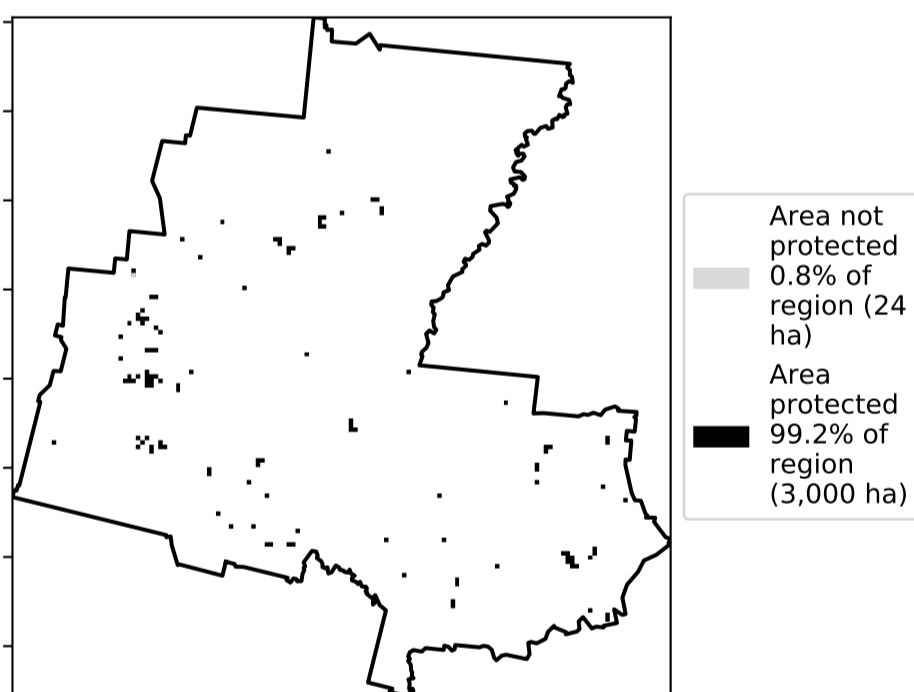 Area not
protected
0.8% of
region (24
ha)
Area
protected
99.2% of
region
(3,000 ha)